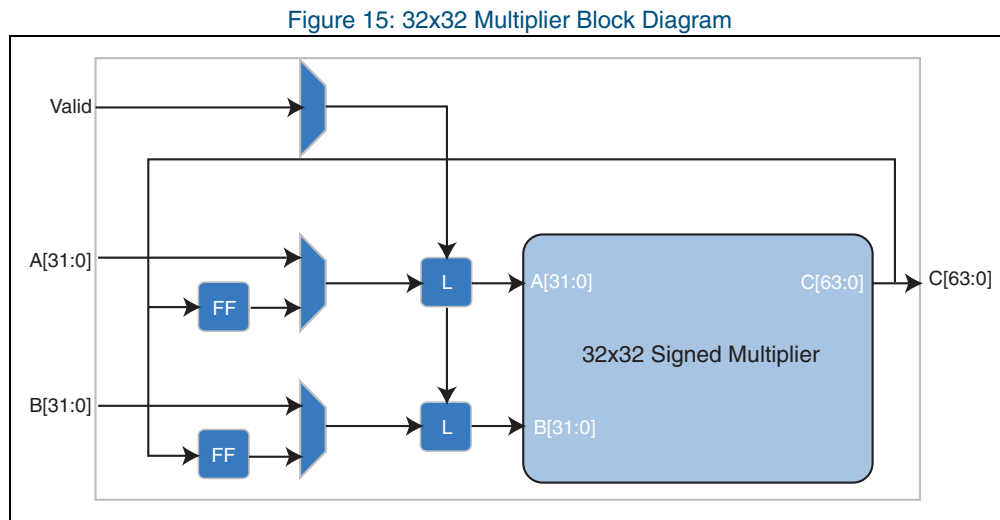 Figure 15: 32x32 Multiplier Block Diagram
Valid
A[31:0]
FF
L
A[31:0]
C[63:0]
C[63:0]
32x32 Signed Multiplier
B[31:0]
FF
L
B[31:0]